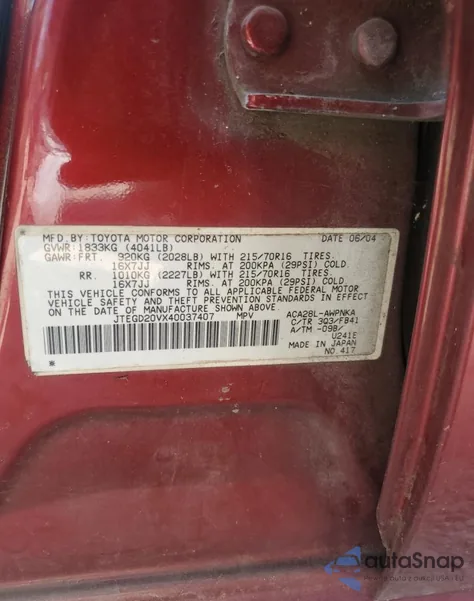 MFD.BY:TOYOTA MOTOR CORPORATION DATE 06/04
GVWR:1833KG (4041LB)
GAWR:FRT. 920KG (2028LB) WITH 215/70R16 TIRES,
16X7JJ RIMS, AT 200KPA (29PSI) COLD.
RR. 1010KG (2227LB) WITH 215/70R16 TIRES,
16X7JJ RIMS, AT 200KPA (29PSI) COLD.
THIS VEHICLE CONFORMS TO ALL APPLICABLE FEDERAL MOTOR
VEHICLE SAFETY AND THEFT PREVENTION STANDARDS IN EFFECT
ON THE DATE OF MANUFACTURE SHOWN ABOVE.
JTEGD20VX40037407 MPV
ACA28L-AWPNKA
C/TR 3Q3/FB41
A/TM -09B/
U241E
MADE IN JAPAN
NO.417
autoSnap